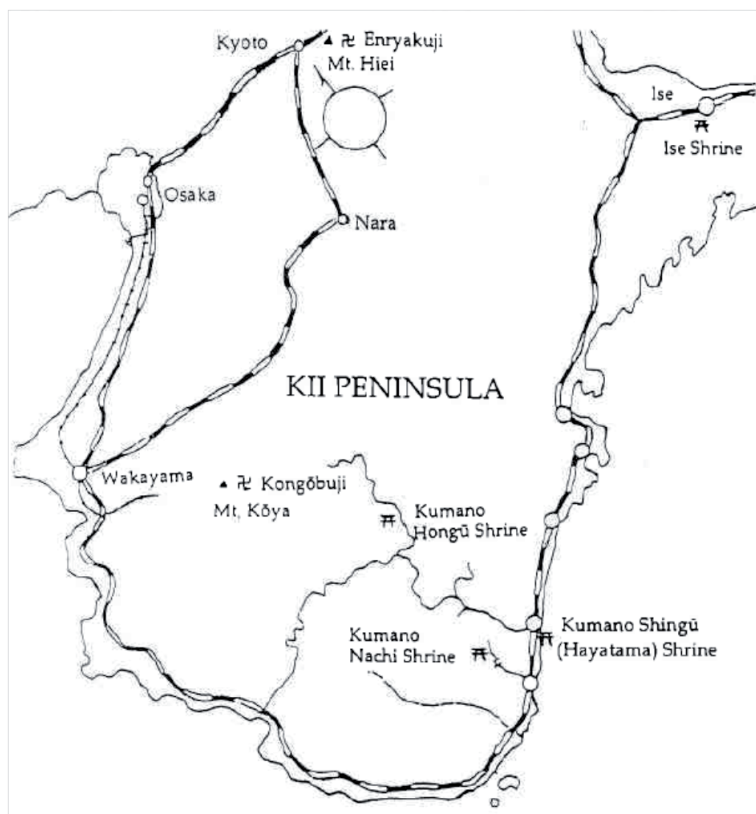 Kyoto
卍 Enryakuji
Mt. Hiei
Ise
Ise Shrine
Osaka
Nara
KII PENINSULA
Wakayama
卍 Kongōbuji
Mt, Kōya
Kumano
Hongū Shrine
Kumano Shingū
(Hayatama) Shrine
Kumano
Nachi Shrine